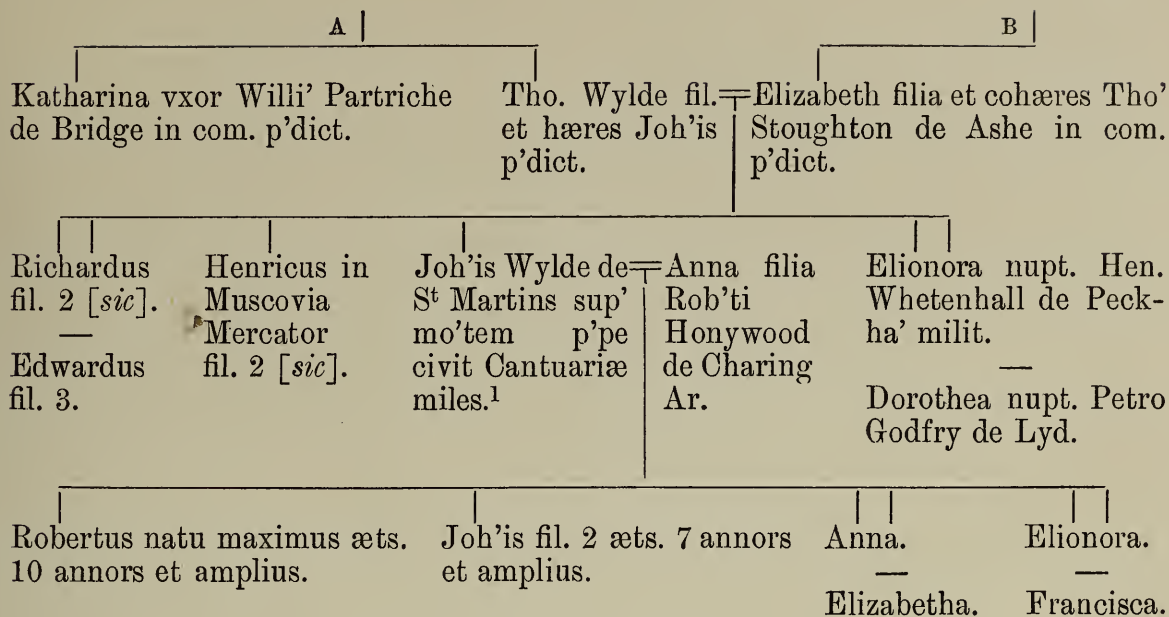 A
B
Katharina vxor Willi' Partriche
de Bridge in com. p'dict.
Tho. Wylde fil.
et hæres Joh'is
p'dict.
Elizabeth filia et cohæres Tho'
Stoughton de Ashe in com.
p'dict.
Richardus
fil. 2 [sic].
—
Edwardus
fil. 3.
Henricus in
Muscovia
Mercator
fil. 2 [sic].
Joh'is Wylde de
St Martins sup'
mo'tem p'pe
civit Cantuariæ
miles.1
Anna filia
Rob'ti
Honywood
de Charing
Ar.
Elionora nupt. Hen.
Whetenhall de Peck-
ha' milit.
—
Dorothea nupt. Petro
Godfry de Lyd.
Robertus natu maximus æts.
10 annors et amplius.
Joh'is fil. 2 æts. 7 annors
et amplius.
Anna.
—
Elizabetha.
Elionora.
—
Francisca.